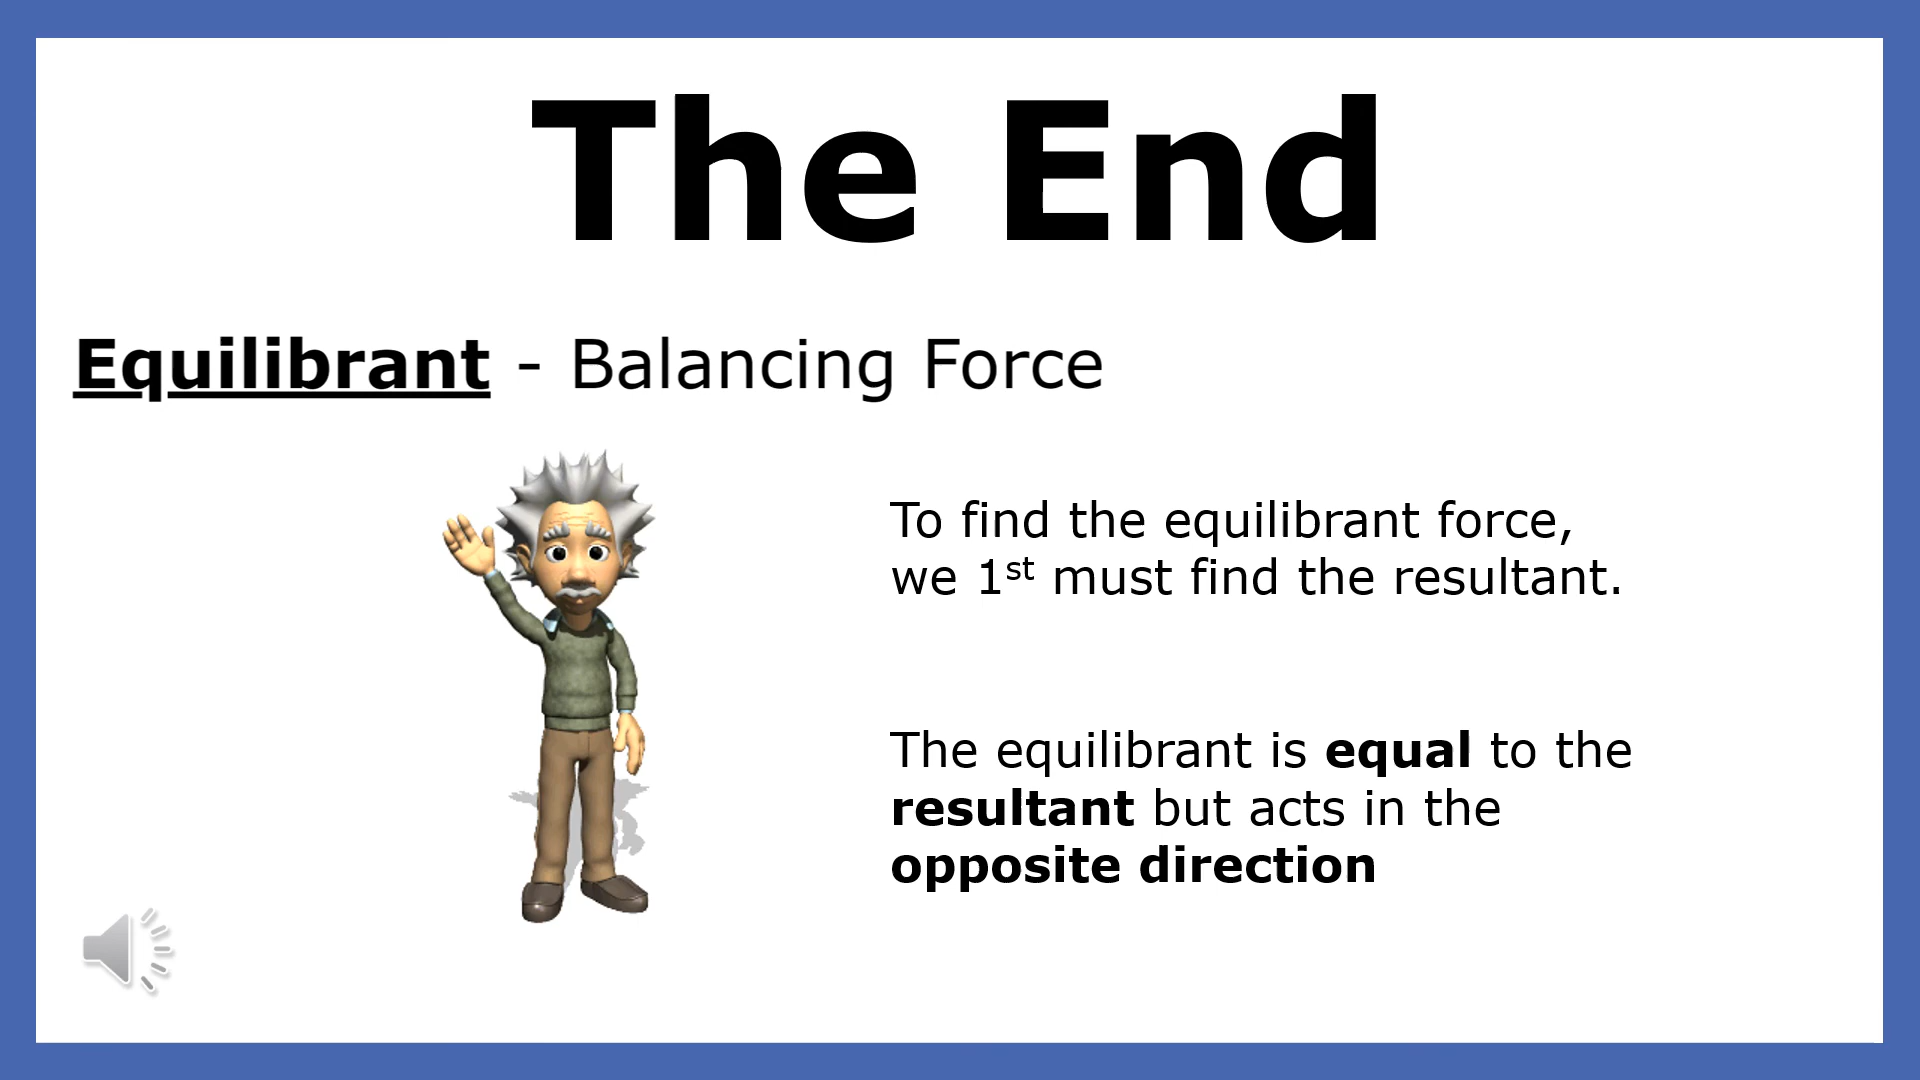 The End
Equilibrant - Balancing Force
To find the equilibrant force,
we 1st must find the resultant.
The equilibrant is equal to the
resultant but acts in the
opposite direction